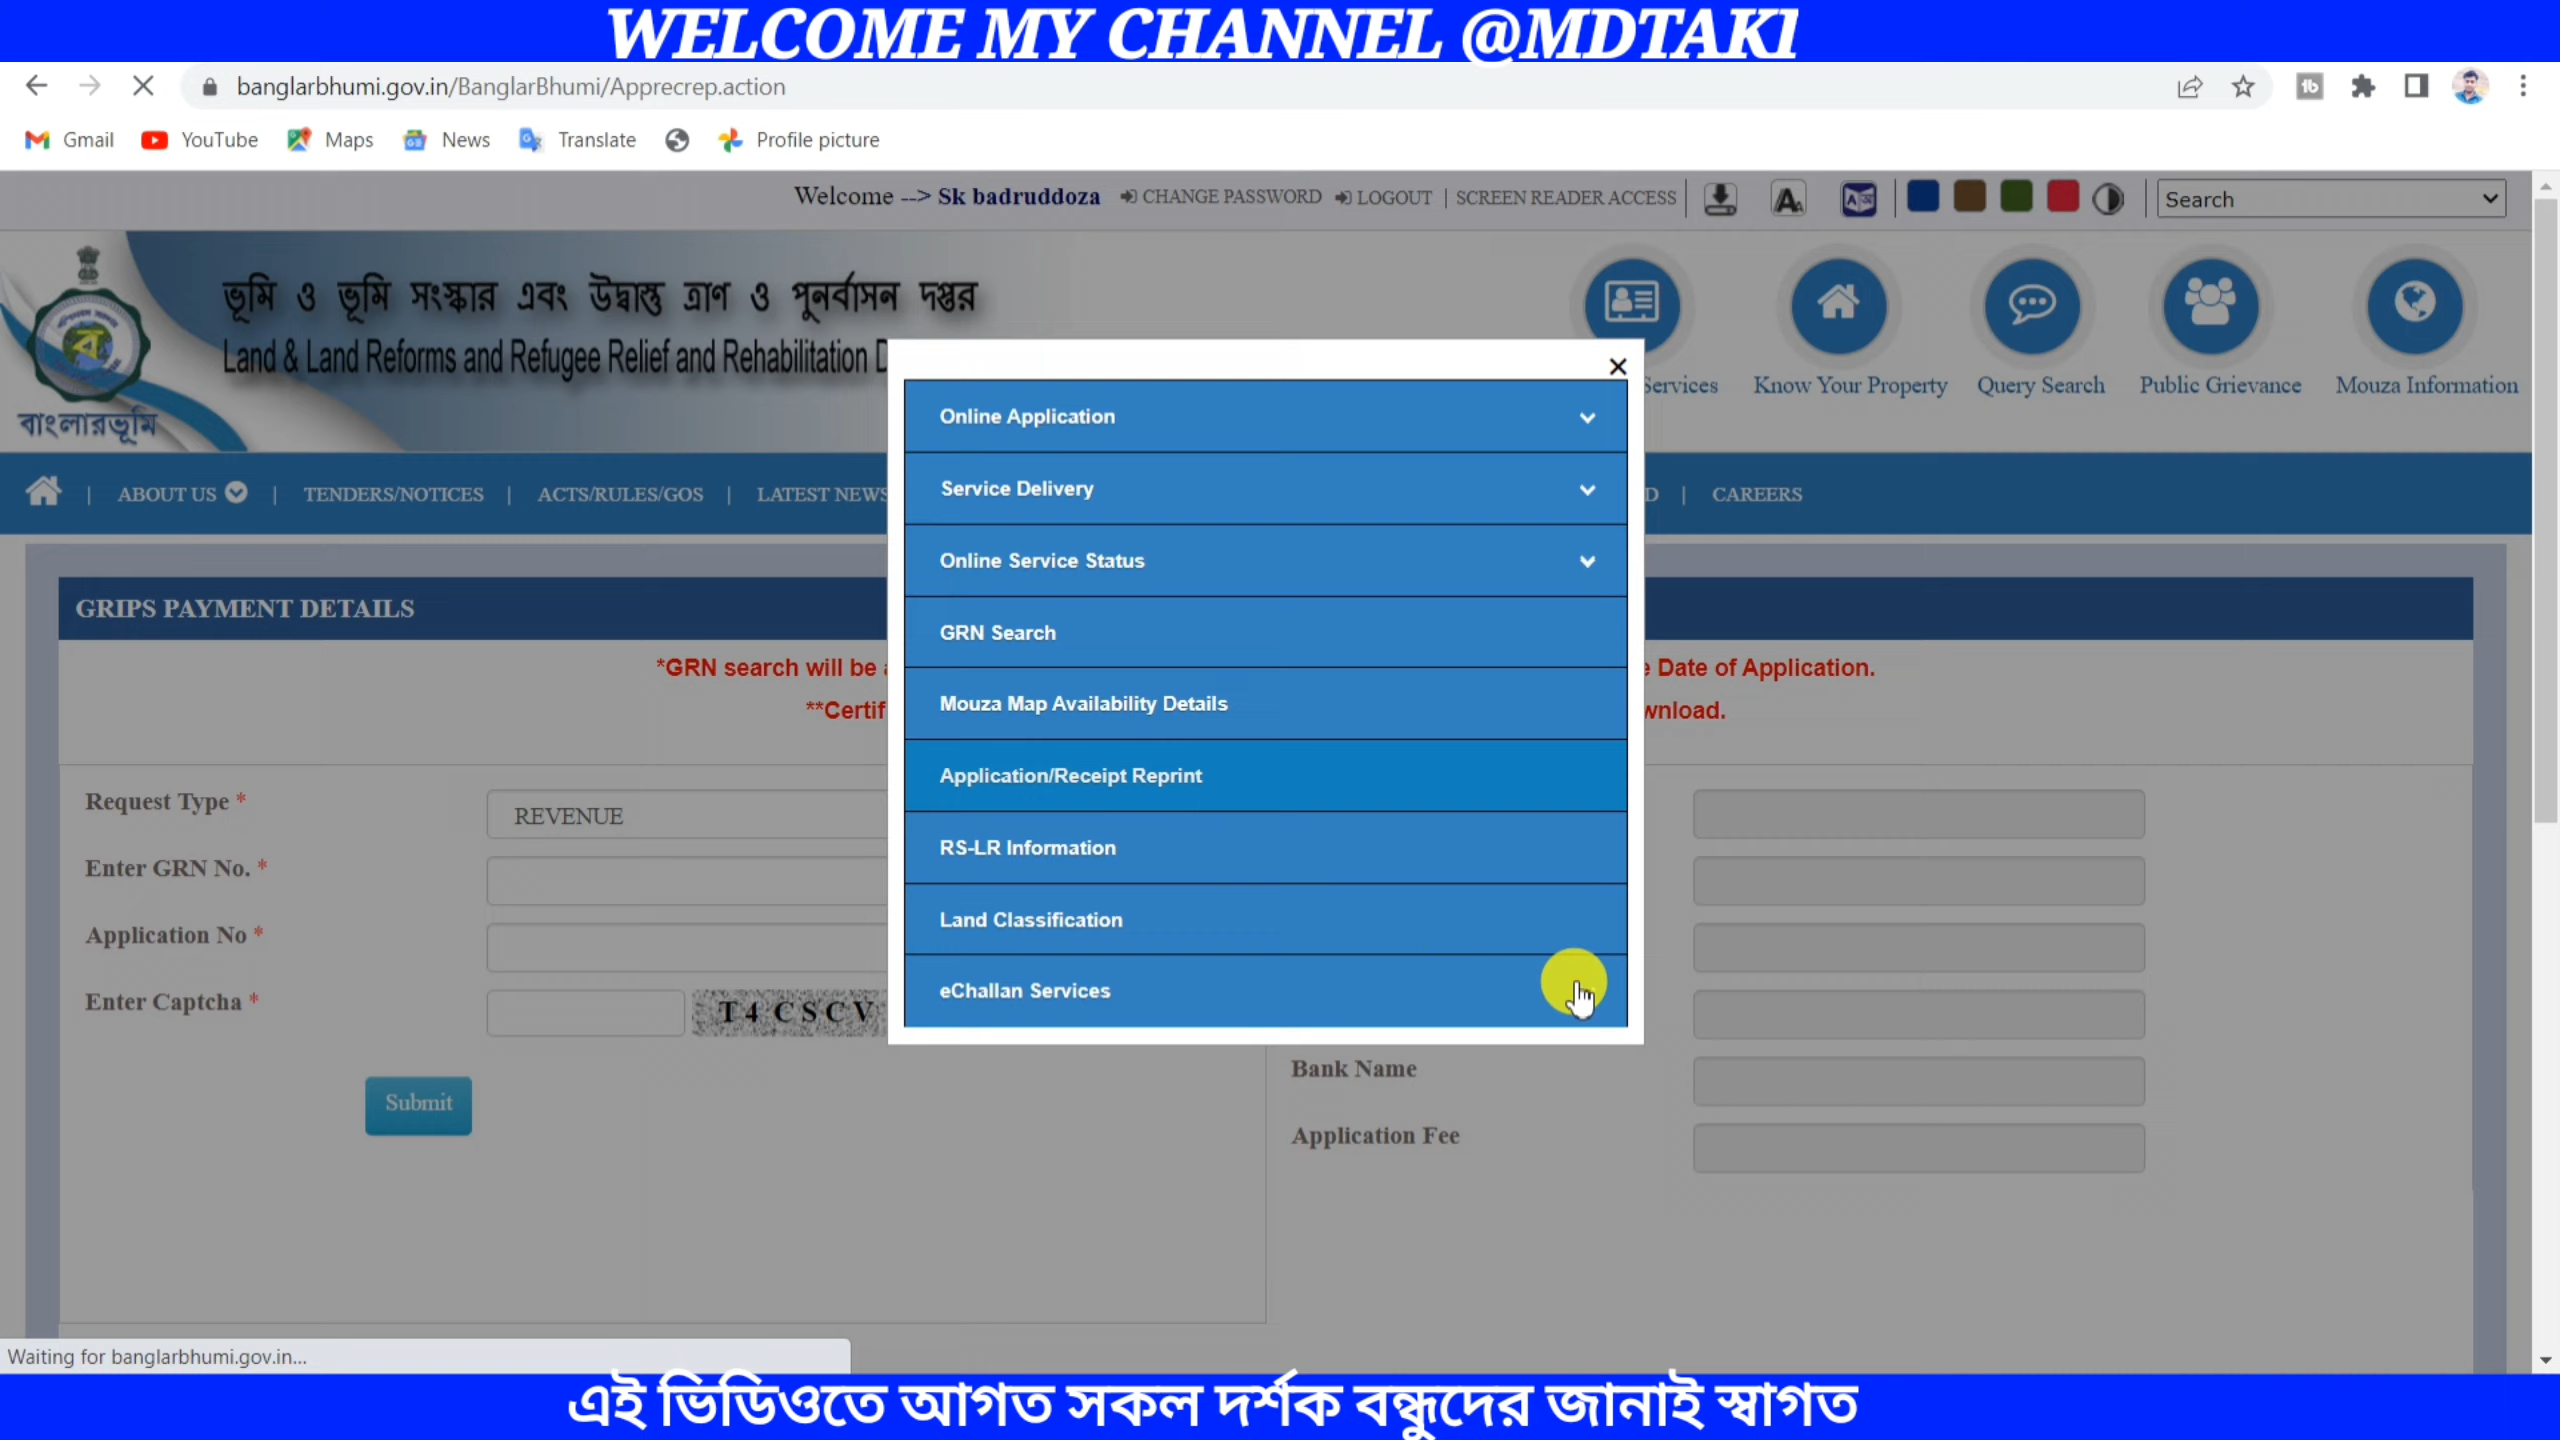 WELCOME MY CHANNEL @MDTAKI
banglarbhumi.gov.in/BanglarBhumi/Apprecrep.action
Gmail YouTube Maps News Translate Profile picture
Welcome --> Sk badruddoza CHANGE PASSWORD LOGOUT | SCREEN READER ACCESS Search
ভূমি ও ভূমি সংস্কার এবং উদ্বাস্তু ত্রাণ ও পুনর্বাসন দপ্তর
Land & Land Reforms and Refugee Relief and Rehabilitation D
বাংলারভূমি
Services Know Your Property Query Search Public Grievance Mouza Information
| ABOUT US | TENDERS/NOTICES | ACTS/RULES/GOS | LATEST NEWS D | CAREERS
Online Application
Service Delivery
Online Service Status
GRN Search
Mouza Map Availability Details
Application/Receipt Reprint
RS-LR Information
Land Classification
eChallan Services
GRIPS PAYMENT DETAILS
*GRN search will be Date of Application.
**Certif wnload.
Request Type * REVENUE
Enter GRN No. *
Application No *
Enter Captcha * T4CSCV
Submit
Bank Name
Application Fee
Waiting for banglarbhumi.gov.in...
এই ভিডিওতে আগত সকল দর্শক বন্ধুদের জানাই স্বাগত